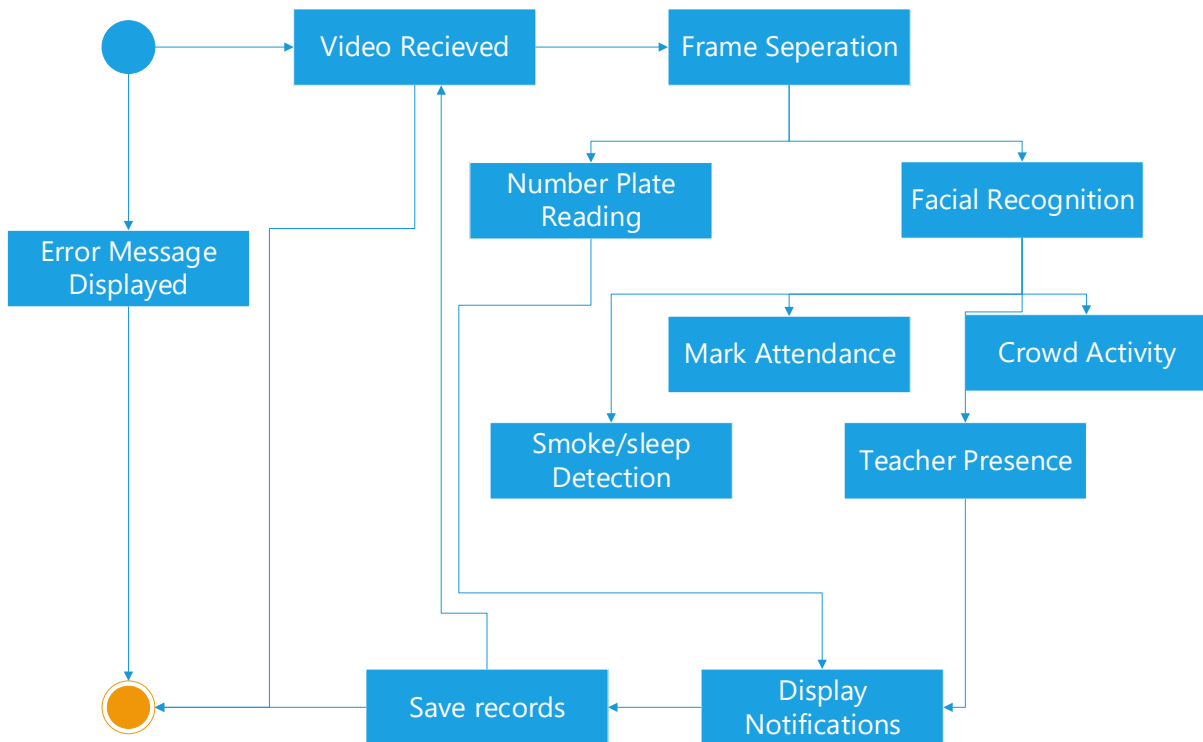 Video Recieved
Frame Seperation
Number Plate
Reading
Facial Recognition
Error Message
Displayed
Mark Attendance
Crowd Activity
Smoke/sleep
Detection
Teacher Presence
Save records
Display
Notifications